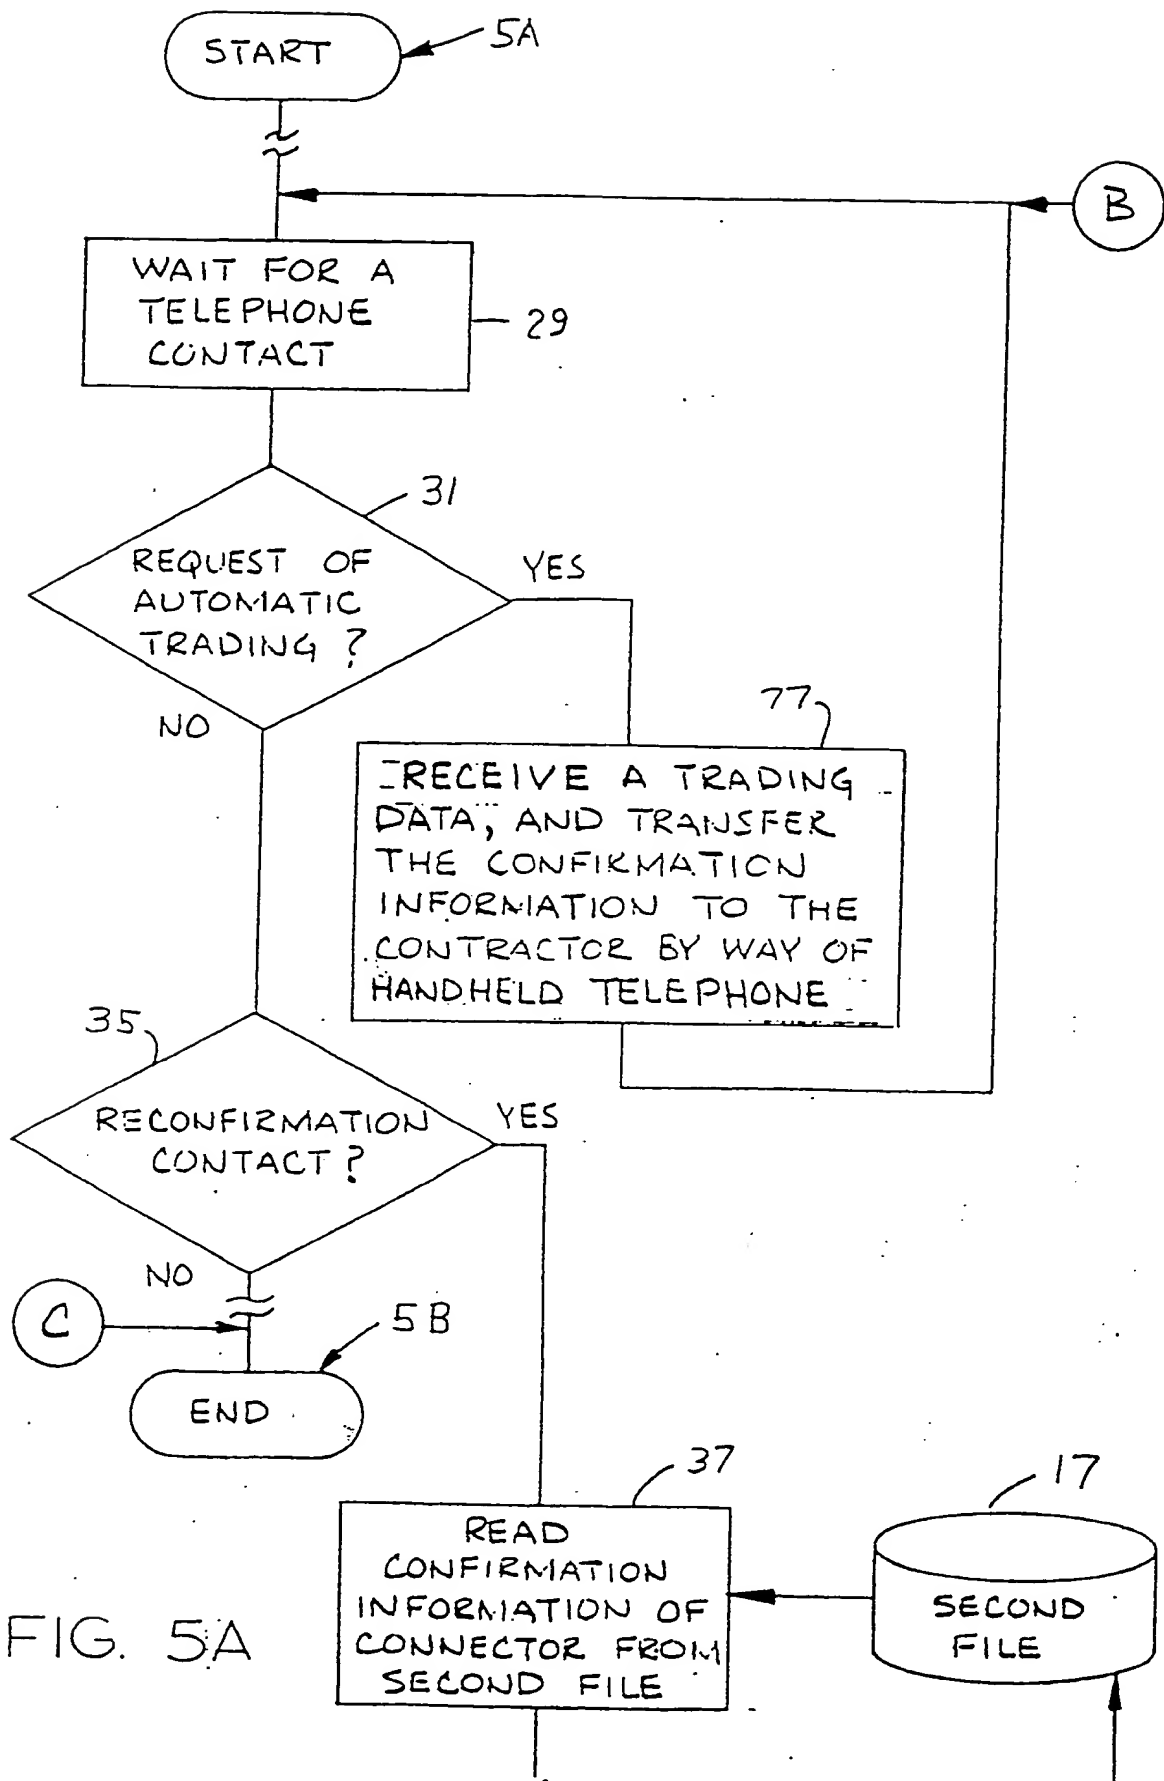 START
5A
B
WAIT FOR A
TELEPHONE
CONTACT
29
31
REQUEST OF
AUTOMATIC
TRADING ?
YES
NO
77
RECEIVE A TRADING
DATA, AND TRANSFER
THE CONFIRMATION
INFORMATION TO THE
CONTRACTOR BY WAY OF
HANDHELD TELEPHONE
35
RECONFIRMATION
CONTACT ?
YES
NO
C
5B
END
37
READ
CONFIRMATION
INFORMATION OF
CONNECTOR FROM
SECOND FILE
17
SECOND
FILE
FIG. 5A